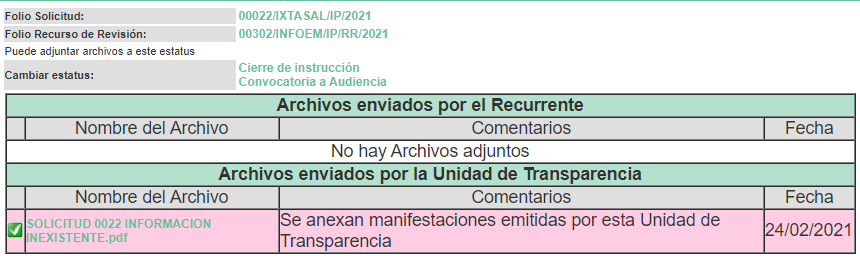 Folio Solicitud: 00022/IXTASAL/IP/2021
Folio Recurso de Revisión: 00302/INFOEM/IP/RR/2021
Puede adjuntar archivos a este estatus
Cambiar estatus: Cierre de instrucción
Convocatoria a Audiencia
Archivos enviados por el Recurrente
Nombre del Archivo Comentarios Fecha
No hay Archivos adjuntos
Archivos enviados por la Unidad de Transparencia
Nombre del Archivo Comentarios Fecha
SOLICITUD 0022 INFORMACION
INEXISTENTE.pdf
Se anexan manifestaciones emitidas por esta Unidad de
Transparencia
24/02/2021